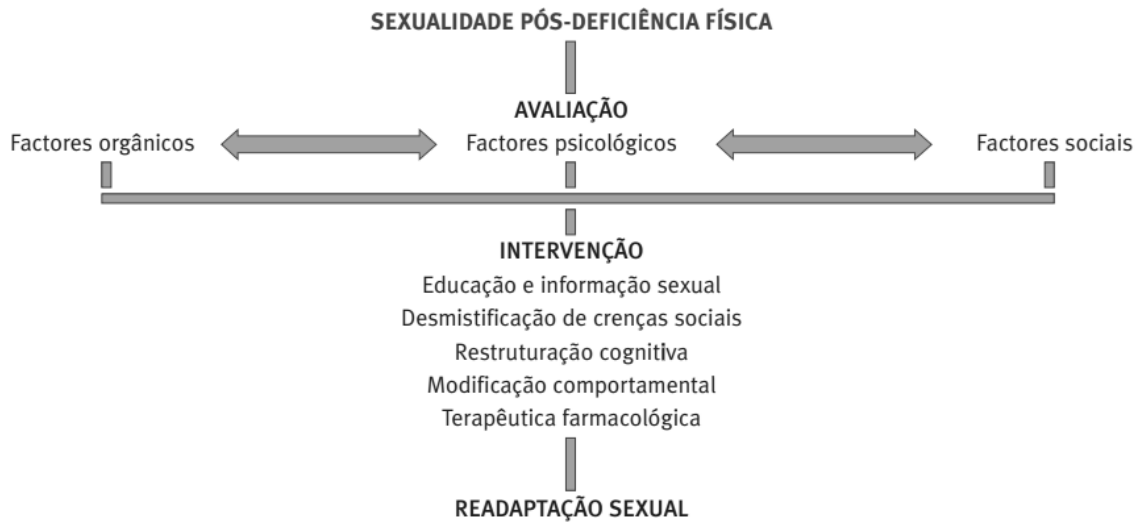 SEXUALIDADE PÓS-DEFICIÊNCIA FÍSICA
AVALIAÇÃO
Factores orgânicos Factores psicológicos Factores sociais
INTERVENÇÃO
Educação e informação sexual
Desmistificação de crenças sociais
Restruturação cognitiva
Modificação comportamental
Terapêutica farmacológica
READAPTAÇÃO SEXUAL